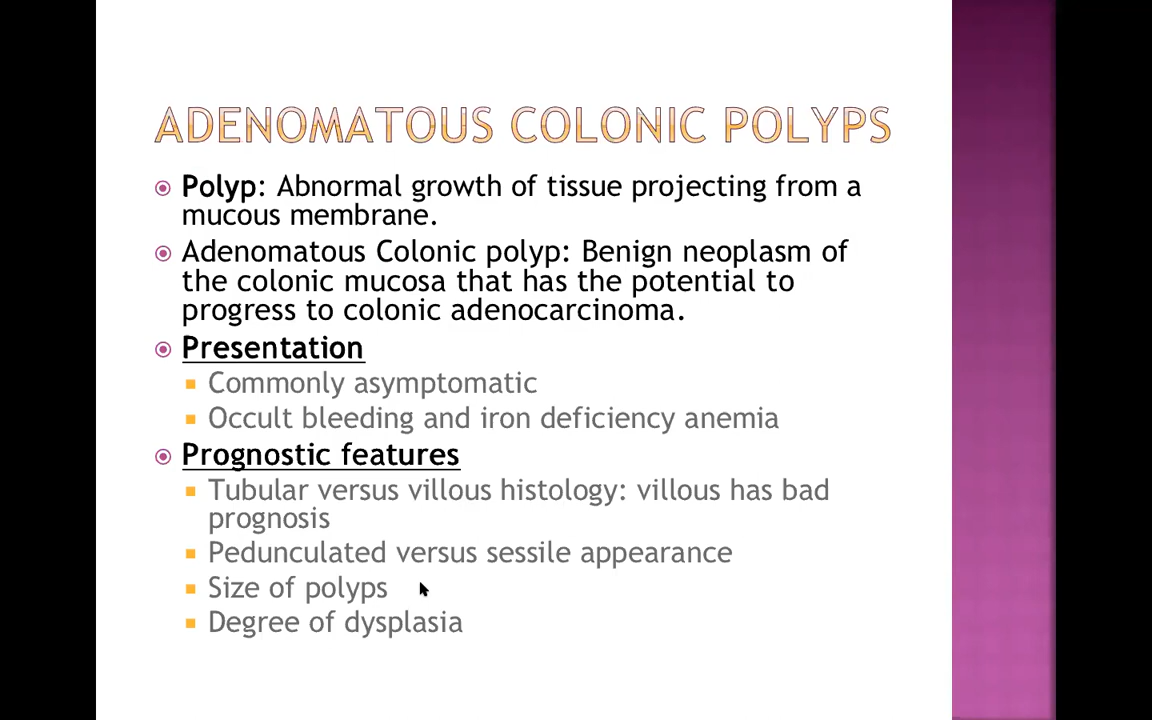 ADENOMATOUS COLONIC POLYPS
Polyp: Abnormal growth of tissue projecting from a
mucous membrane.
Adenomatous Colonic polyp: Benign neoplasm of
the colonic mucosa that has the potential to
progress to colonic adenocarcinoma.
Presentation
Commonly asymptomatic
Occult bleeding and iron deficiency anemia
Prognostic features
Tubular versus villous histology: villous has bad
prognosis
Pedunculated versus sessile appearance
Size of polyps
Degree of dysplasia